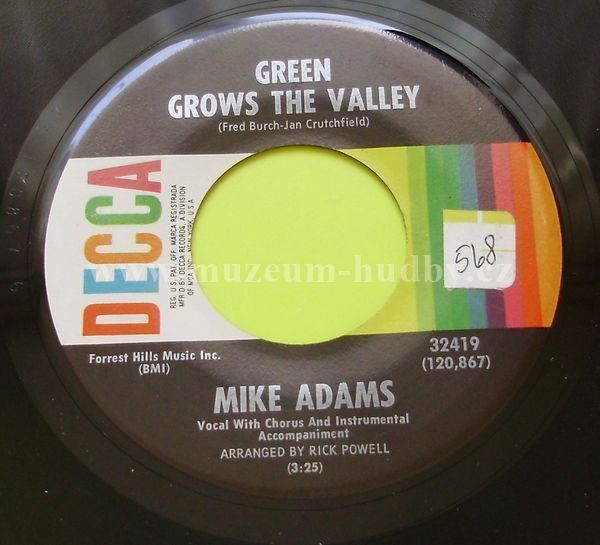 GREEN
GROWS THE VALLEY
(Fred Burch-Jan Crutchfield)
DECCA
REG. U.S. PAT. OFF. MARCA REGISTRADA
MFR'D BY DECCA RECORDS, A DIVISION
OF MCA INC., NEW YORK, U.S.A.
568
www.muzeum-hudby.cz
Forrest Hills Music Inc.
(BMI)
32419
(120,867)
MIKE ADAMS
Vocal With Chorus And Instrumental
Accompaniment
ARRANGED BY RICK POWELL
(3:25)